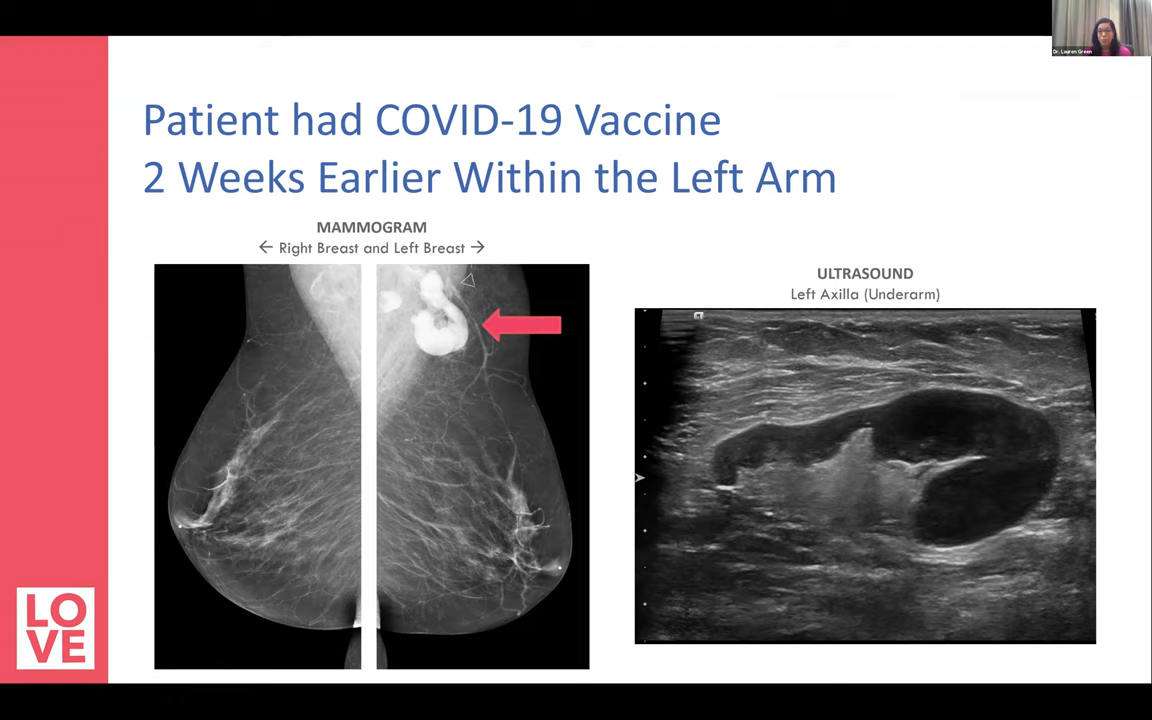 Dr. Lauren Green
Patient had COVID-19 Vaccine
2 Weeks Earlier Within the Left Arm
MAMMOGRAM
← Right Breast and Left Breast →
ULTRASOUND
Left Axilla (Underarm)
LO
VE